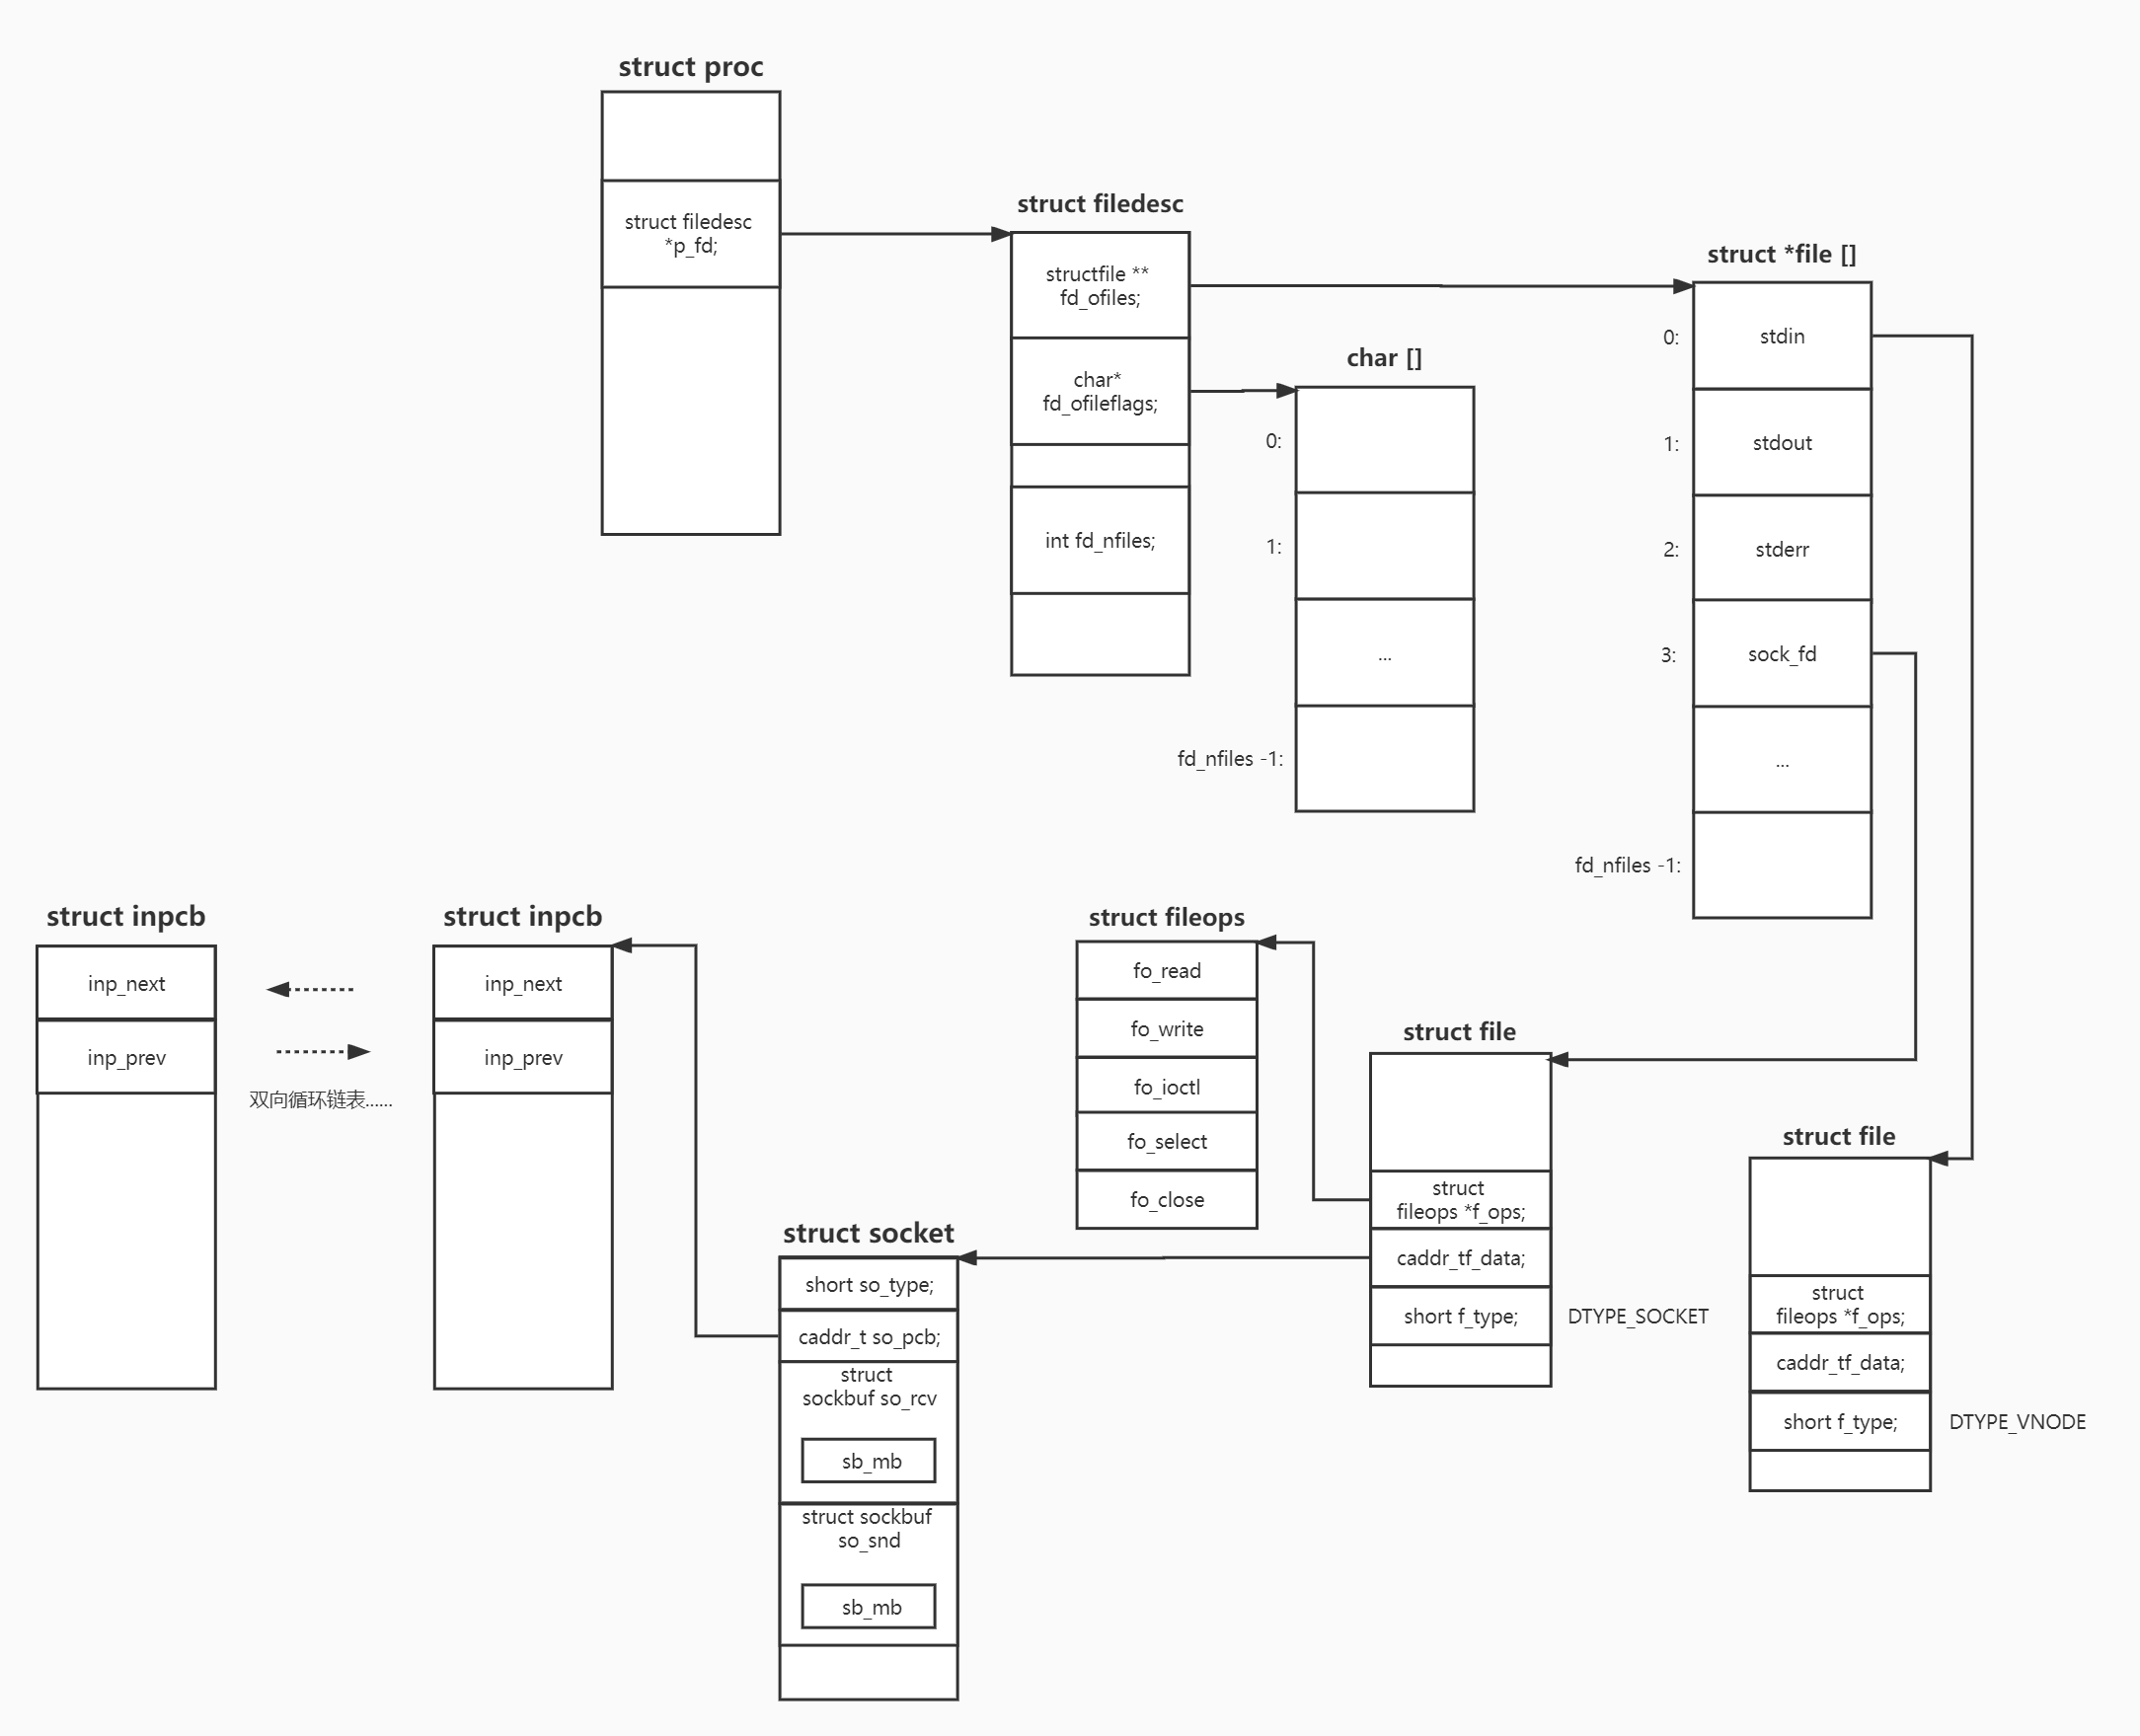 struct proc
struct filedesc
*p_fd;
struct filedesc
structfile **
fd_ofiles;
char*
fd_ofileflags;
int fd_nfiles;
char []
0:
1:
...
fd_nfiles -1:
struct *file []
0:
stdin
1:
stdout
2:
stderr
3:
sock_fd
...
fd_nfiles -1:
struct inpcb
inp_next
inp_prev
双向循环链表......
struct inpcb
inp_next
inp_prev
struct fileops
fo_read
fo_write
fo_ioctl
fo_select
fo_close
struct file
struct
fileops *f_ops;
caddr_tf_data;
short f_type;
DTYPE_SOCKET
struct file
struct
fileops *f_ops;
caddr_tf_data;
short f_type;
DTYPE_VNODE
struct socket
short so_type;
caddr_t so_pcb;
struct
sockbuf so_rcv
sb_mb
struct sockbuf
so_snd
sb_mb